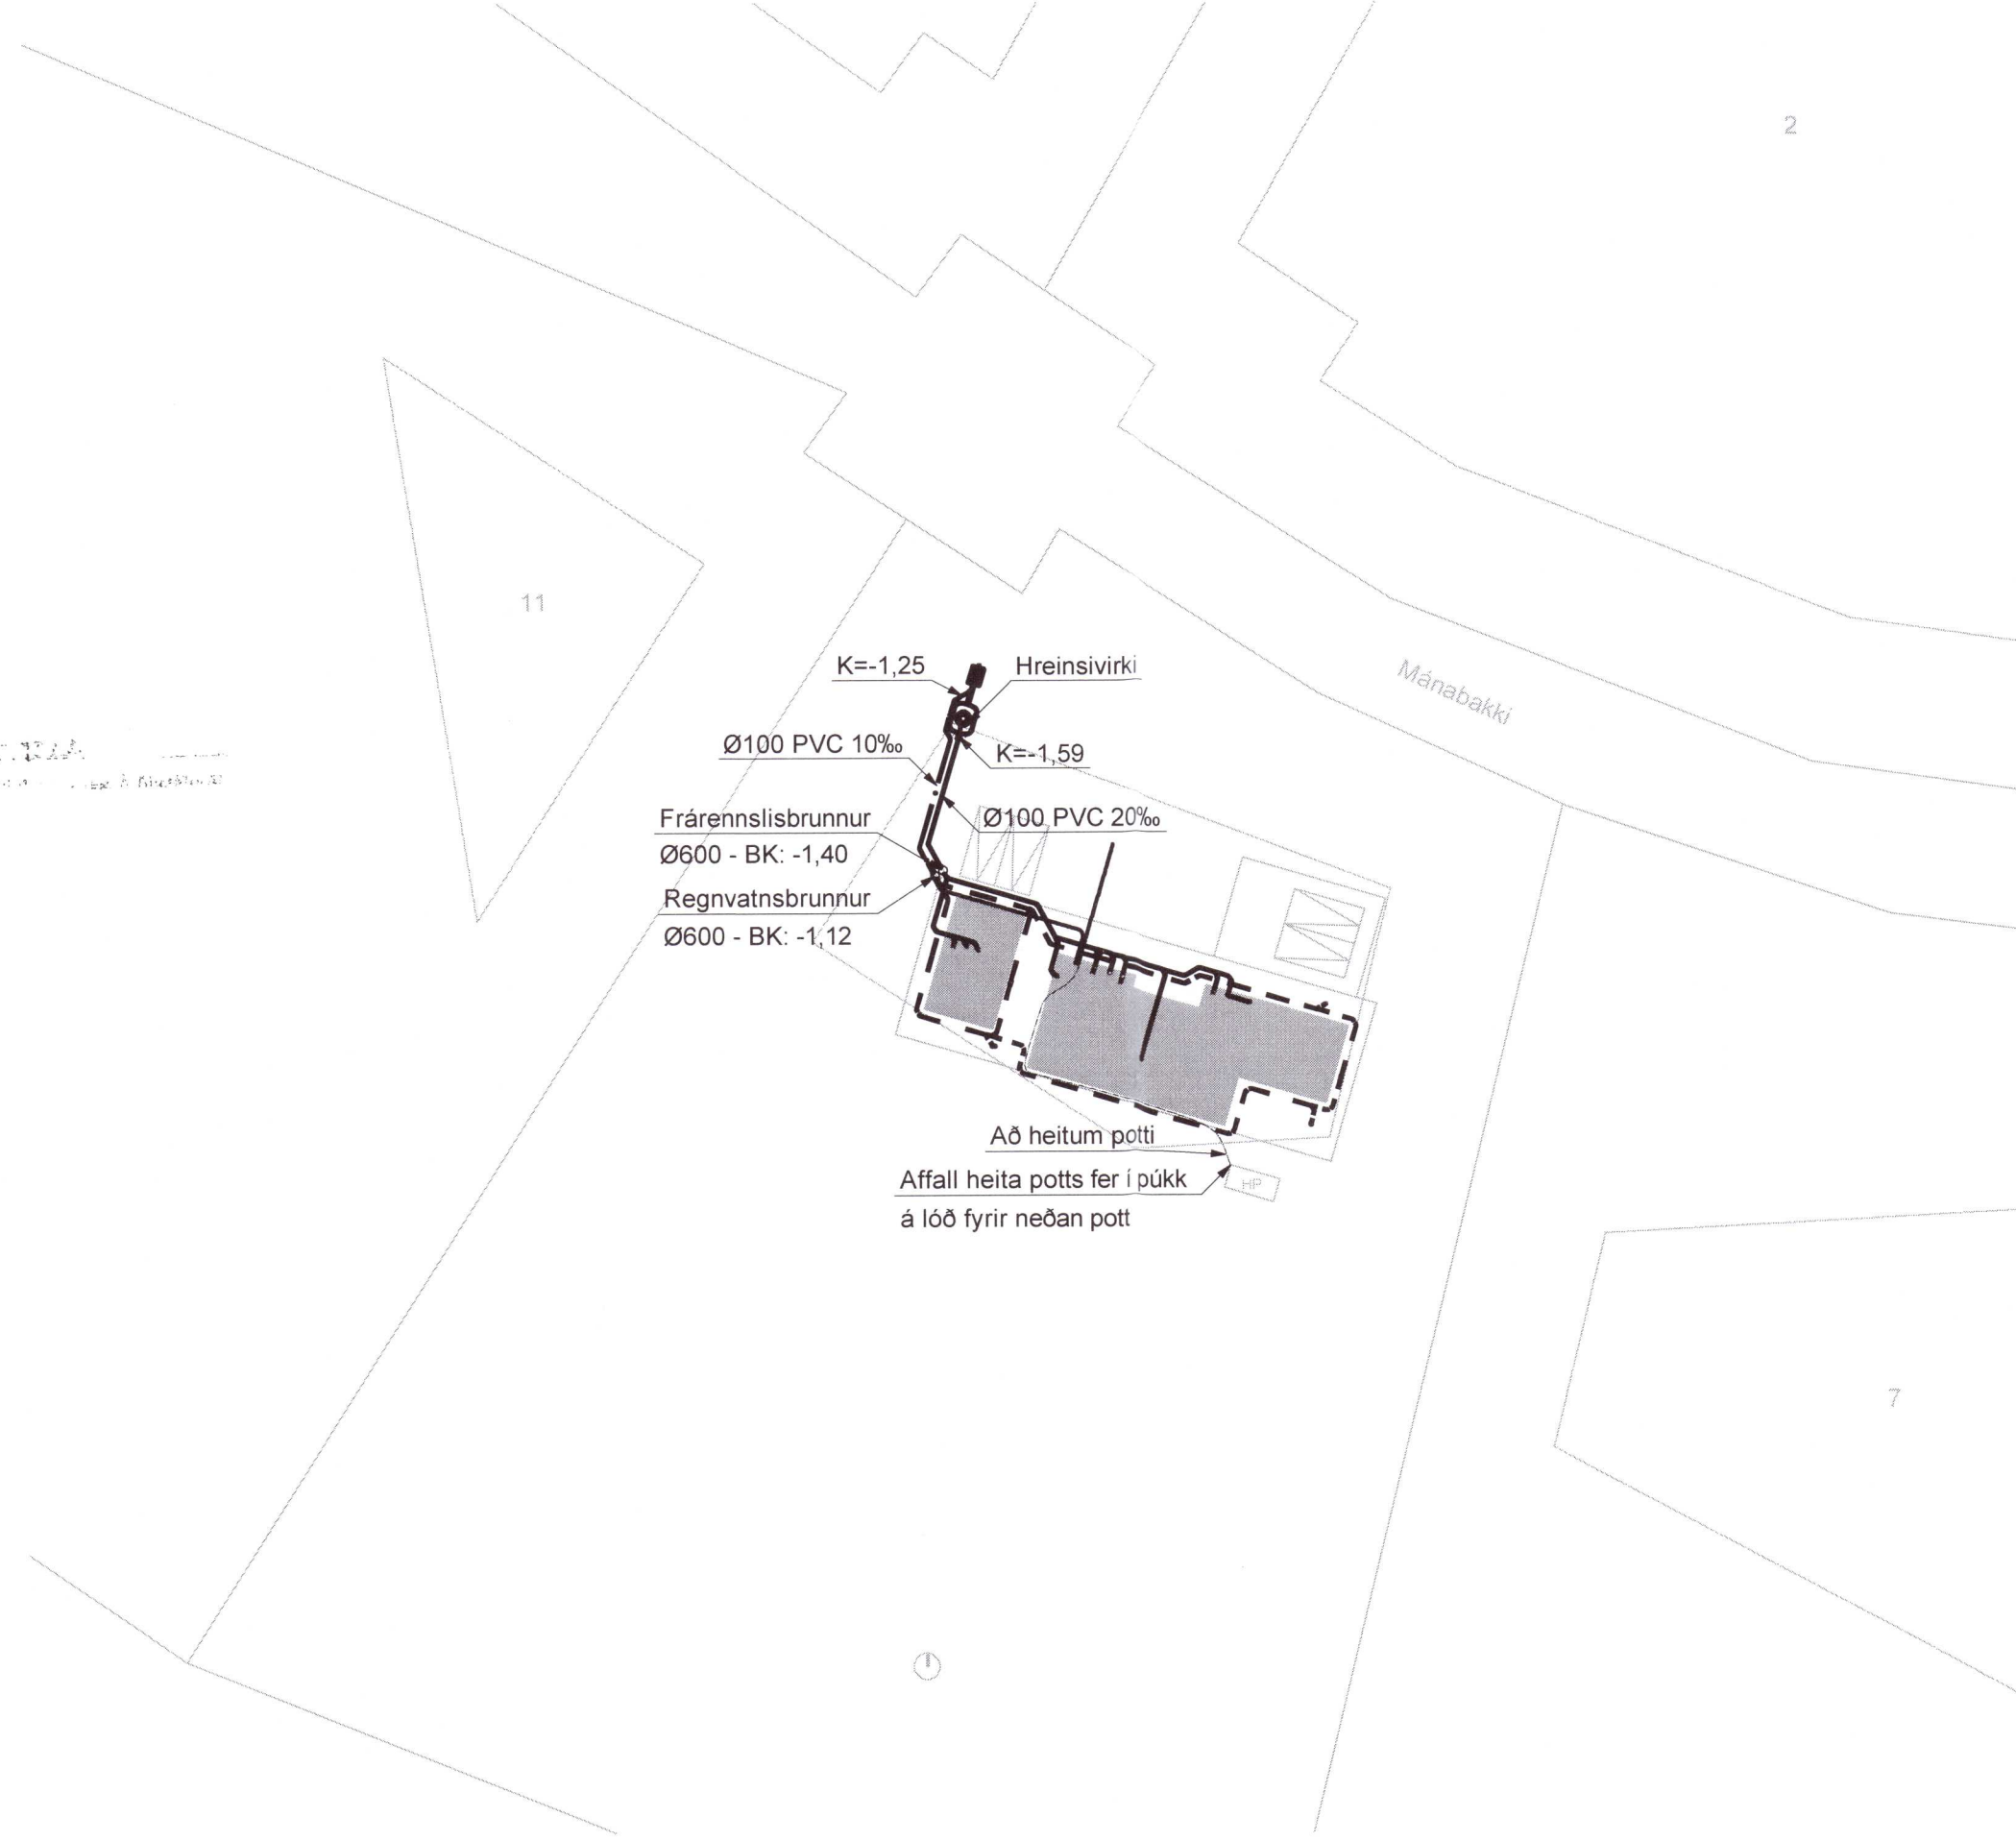 2
11
K=-1,25
Hreinsivirki
Mánabakki
Ø100 PVC 10‰
K=-1,59
Frárennslisbrunnur
Ø600 - BK: -1,40
Ø100 PVC 20‰
Regnvatnsbrunnur
Ø600 - BK: -1,12
Að heitum potti
Affall heita potts fer í púkk
á lóð fyrir neðan pott
HP
7